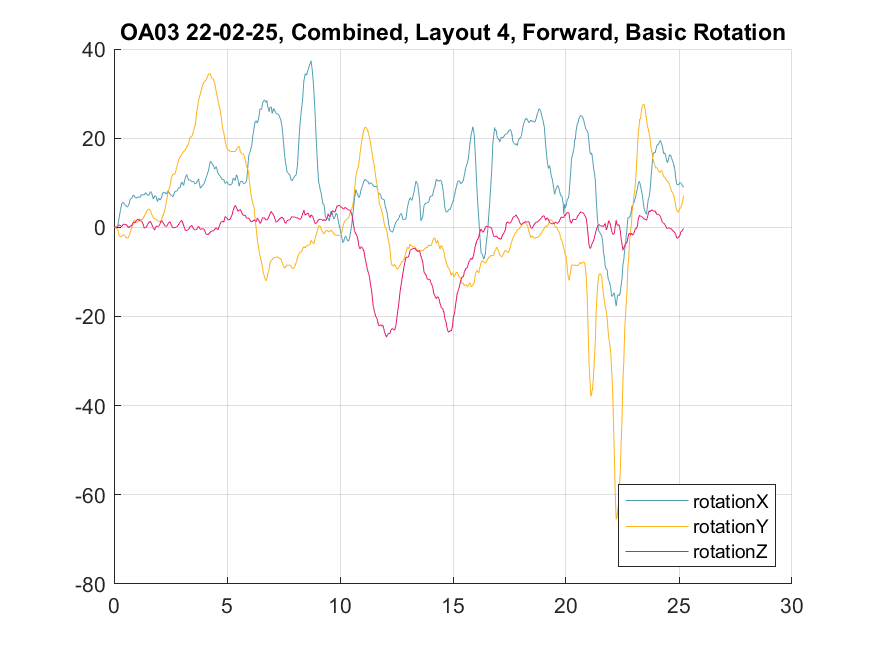 OA03 22-02-25, Combined, Layout 4, Forward, Basic Rotation
40
20
0
-20
-40
-60
-80
0 5 10 15 20 25 30
rotationX
rotationY
rotationZ